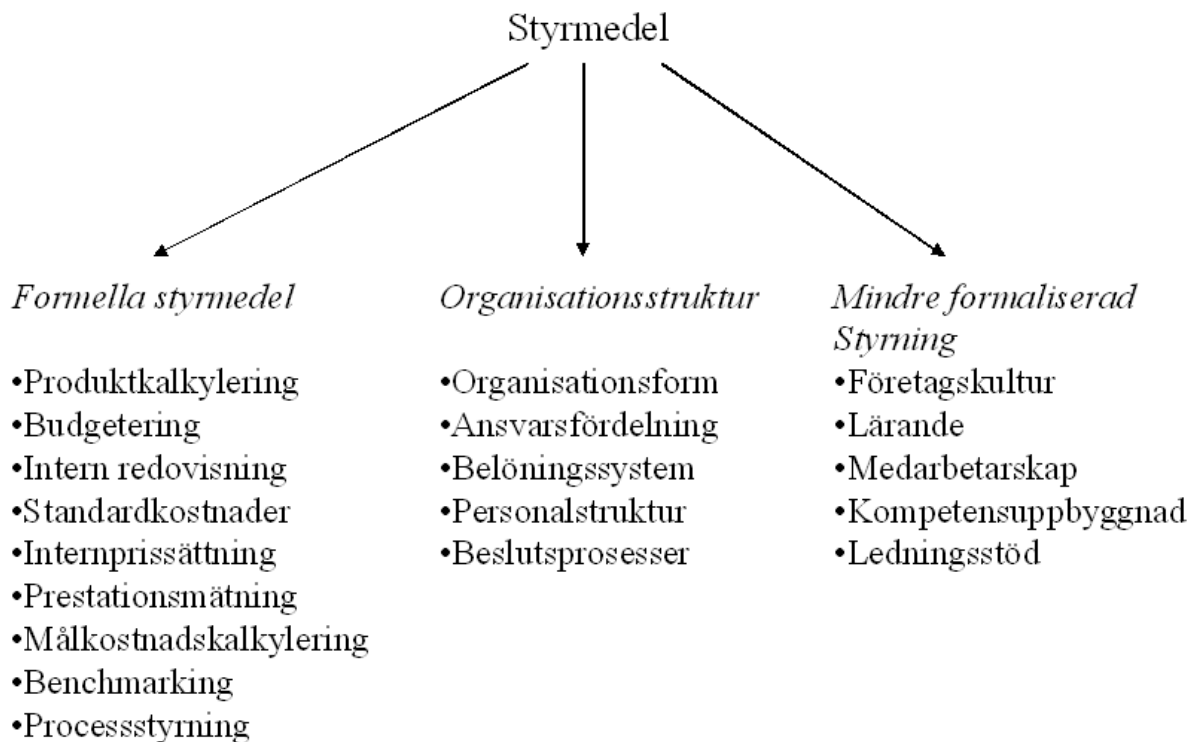 Styrmedel
Formella styrmedel
•Produktkalkylering
•Budgetering
•Intern redovisning
•Standardkostnader
•Internprissättning
•Prestationsmätning
•Målkostnadskalkylering
•Benchmarking
•Processstyrning
Organisationsstruktur
•Organisationsform
•Ansvarsfördelning
•Belöningssystem
•Personalstruktur
•Beslutsprosesser
Mindre formaliserad
Styrning
•Företagskultur
•Lärande
•Medarbetarskap
•Kompetensuppbyggnad
•Ledningsstöd